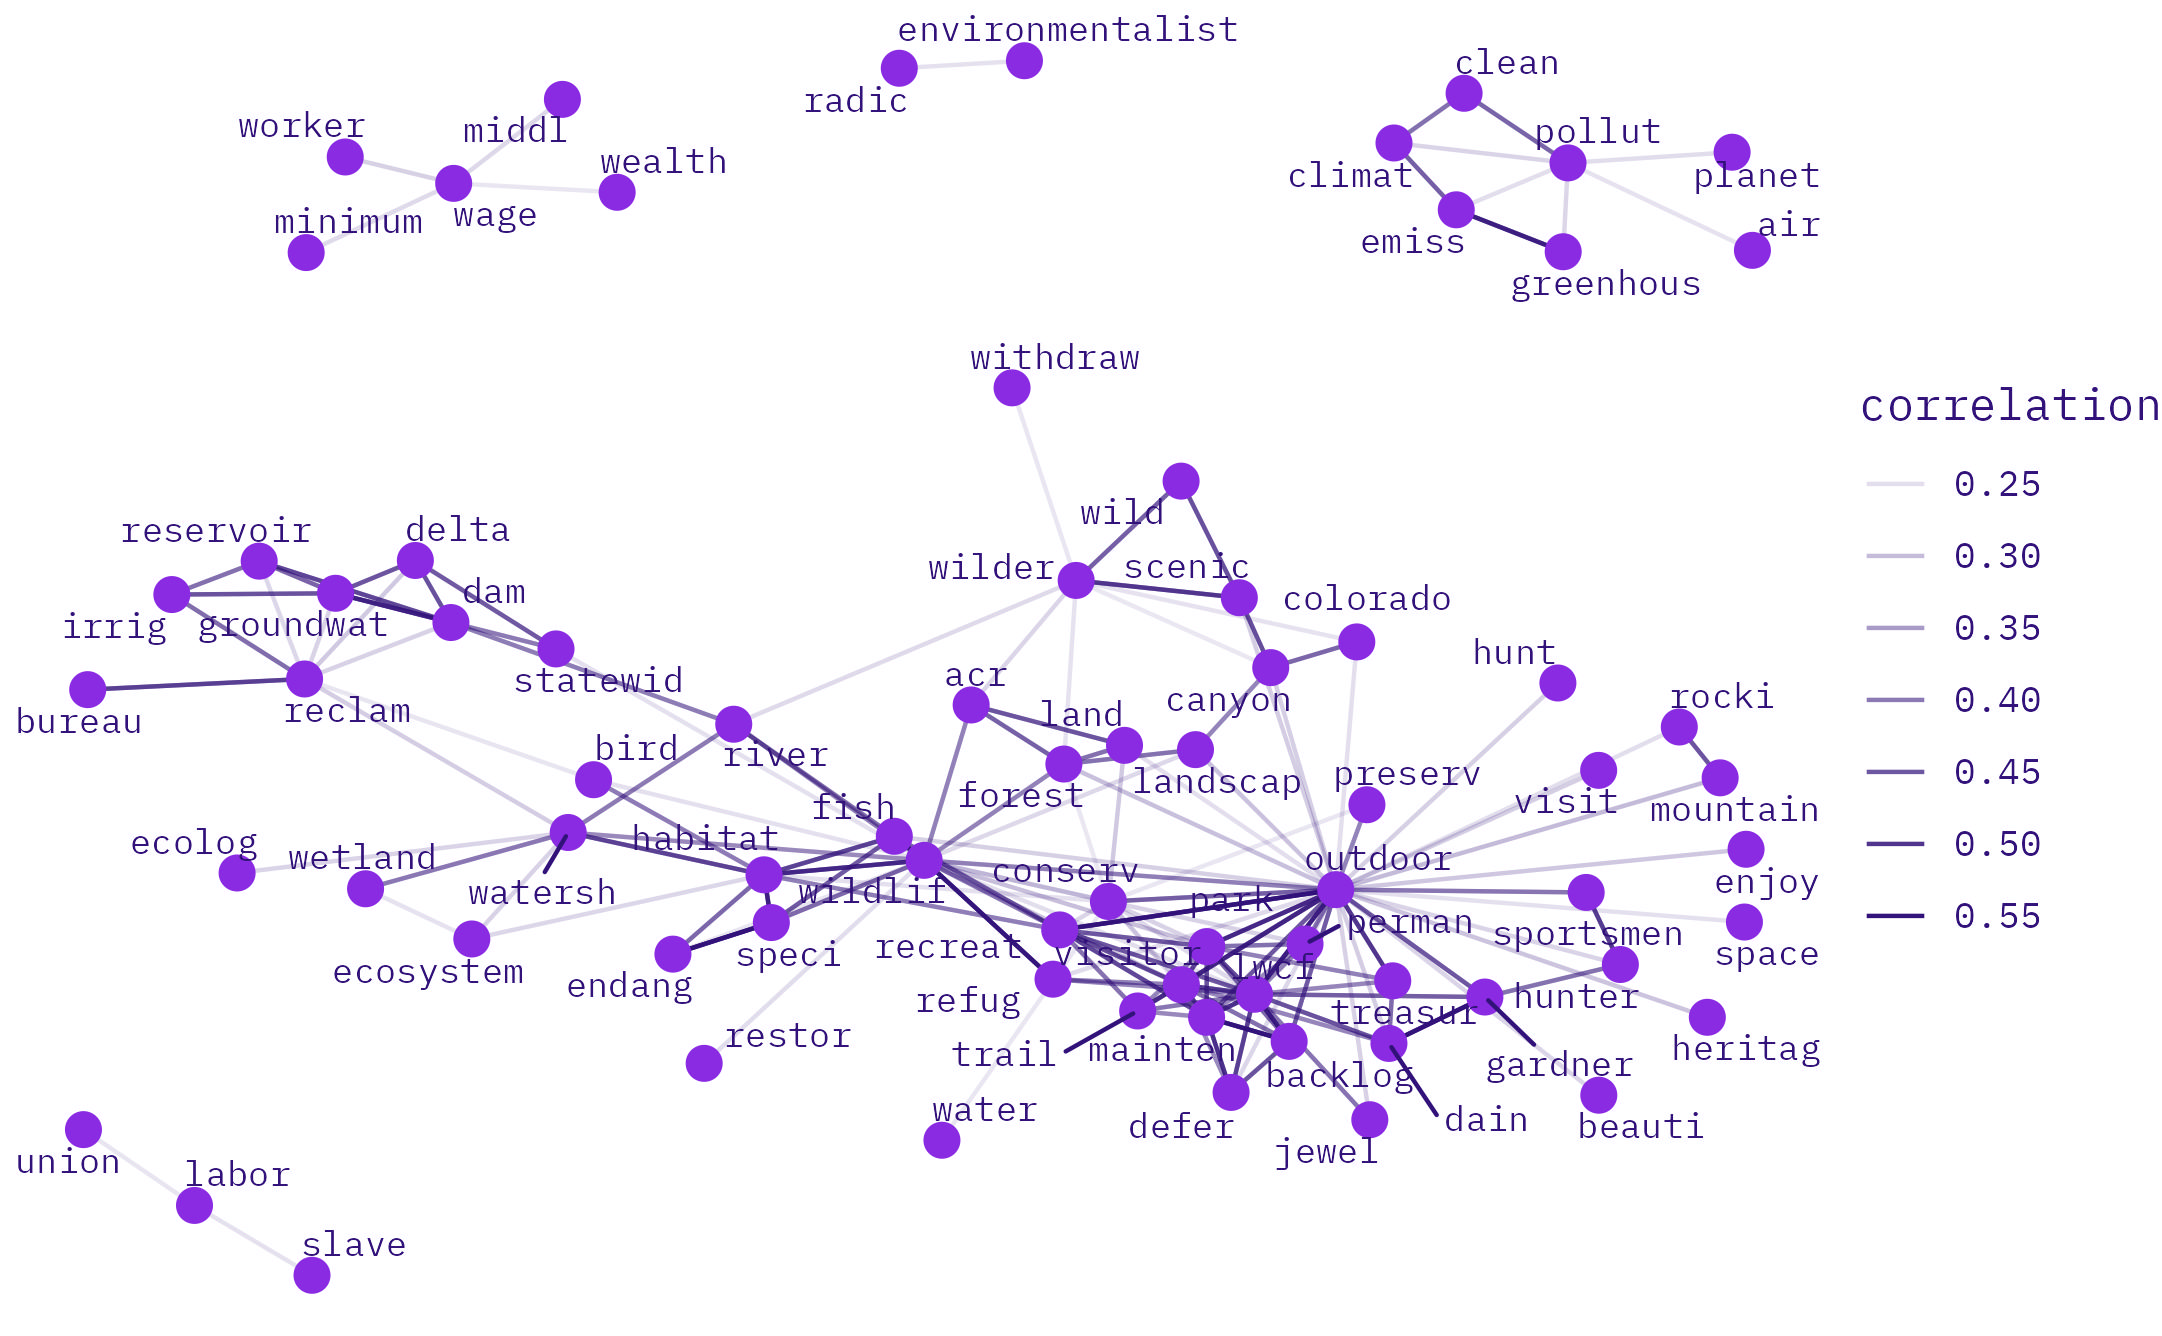 environmentalist
radic
clean
worker
middl
pollut
wealth
planet
climat
minimum
wage
air
emiss
greenhous
withdraw
correlation
0.25
0.30
0.35
0.40
0.45
0.50
0.55
wild
reservoir
delta
wilder
scenic
dam
colorado
irrig
groundwat
hunt
statewid
acr
rocki
bureau
reclam
land
canyon
bird
river
landscap
preserv
forest
visit
mountain
fish
habitat
ecolog
wetland
outdoor
conserv
enjoy
watersh
wildlif
park
perman
sportsmen
recreat
visitor
speci
space
ecosystem
lwcf
endang
refug
hunter
treasur
restor
trail
mainten
heritag
backlog
gardner
water
defer
dain
beauti
jewel
union
labor
slave